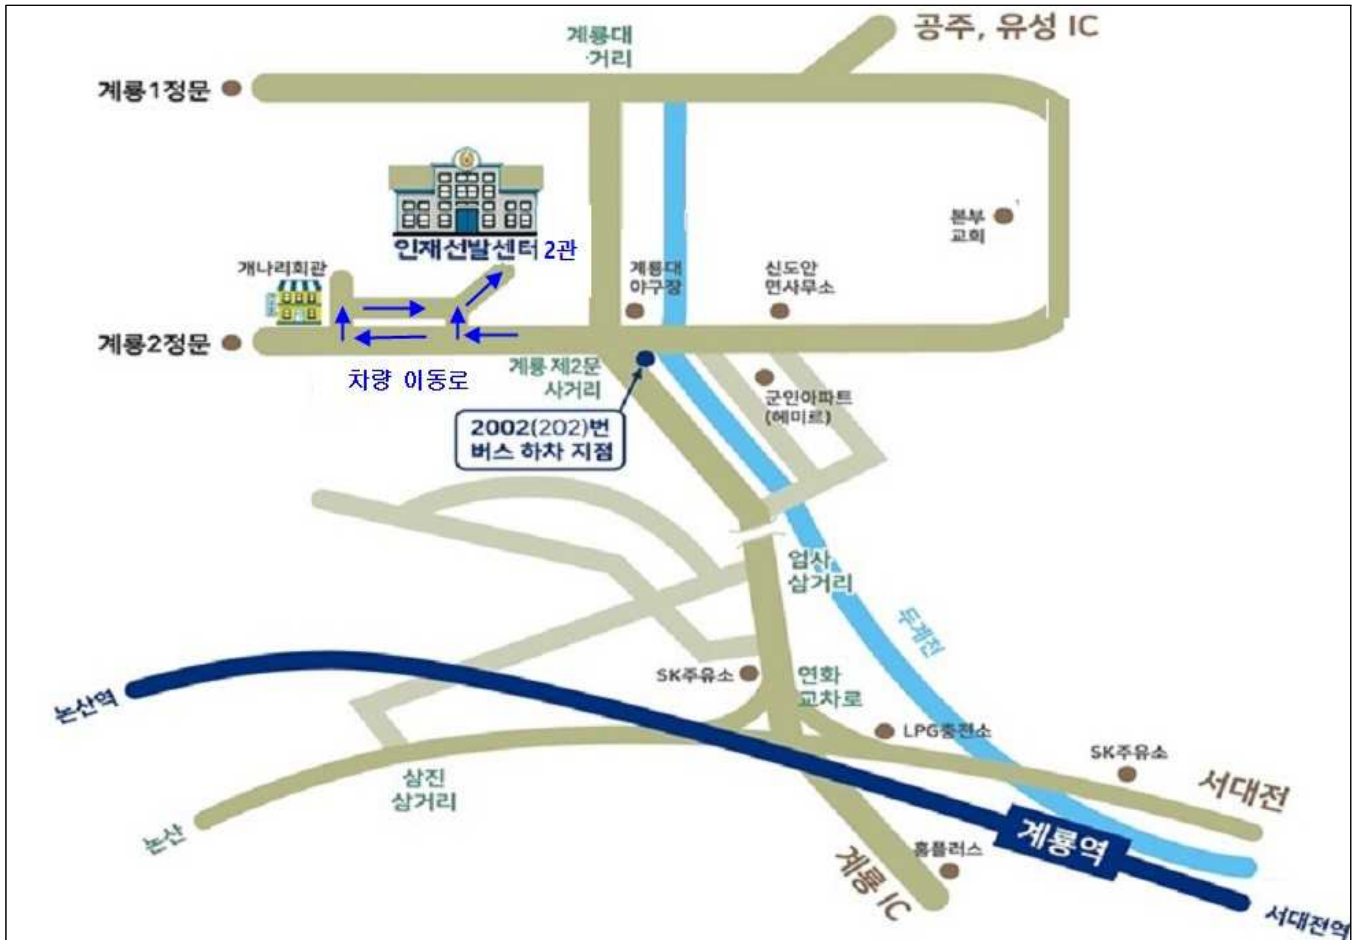 공주, 유성 IC
계룡대
거리
계룡1정문
본부
교회
인재선발센터 2관
개나리회관
계룡대
야구장
신도안
면사무소
계룡2정문
계룡 제2문
사거리
차량 이동로
군인아파트
(헤미르)
2002(202)번
버스 하차 지점
엄사
삼거리
두계천
SK주유소
연화
교차로
논산역
LPG충전소
SK주유소
삼진
삼거리
서대전
논산
계룡역
홈플러스
계룡 IC
서대전역